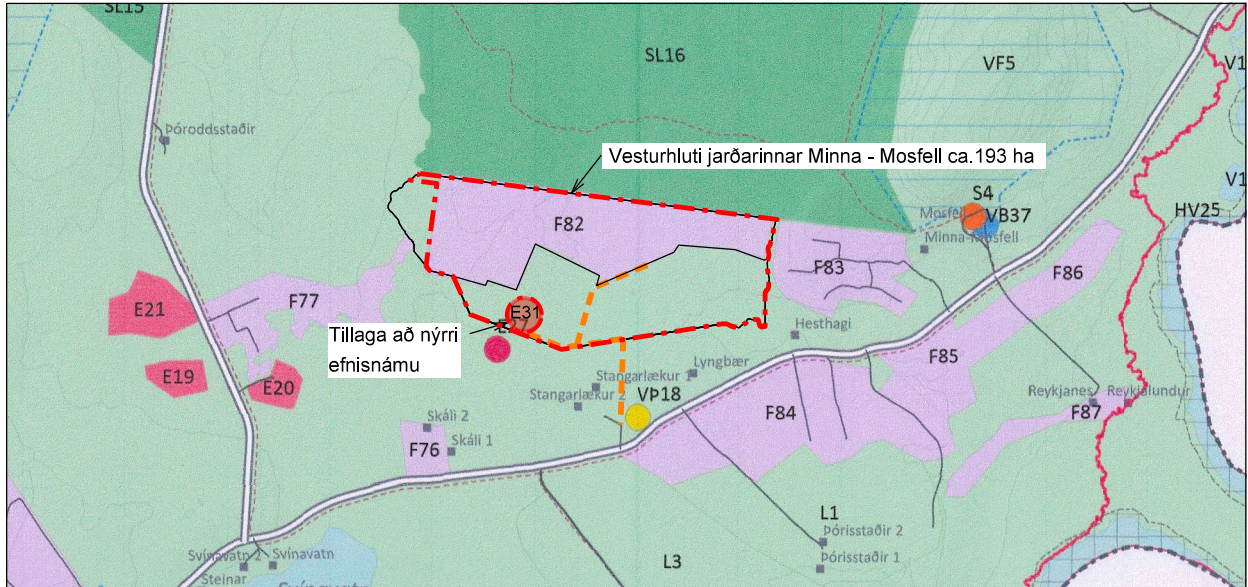 SL15
SL16
VF5
V1
Þóroddsstaðir
Vesturhluti jarðarinnar Minna - Mosfell ca.193 ha
V1
S4
Mosfell
VB37
HV25
F82
Minna-Mosfell
F83
F86
E21
F77
E31
Tillaga að nýrri
efnisnámu
Hesthagi
E19
E20
Stangarlækur 1
Lyngbær
F85
Stangarlækur 2
VÞ18
Reykjanes
Reykjalundur
F84
F87
Skáli 2
F76
Skáli 1
L1
Þórisstaðir 2
Svínavatn 2
Svínavatn
L3
Þórisstaðir 1
Steinar
Svínavatn